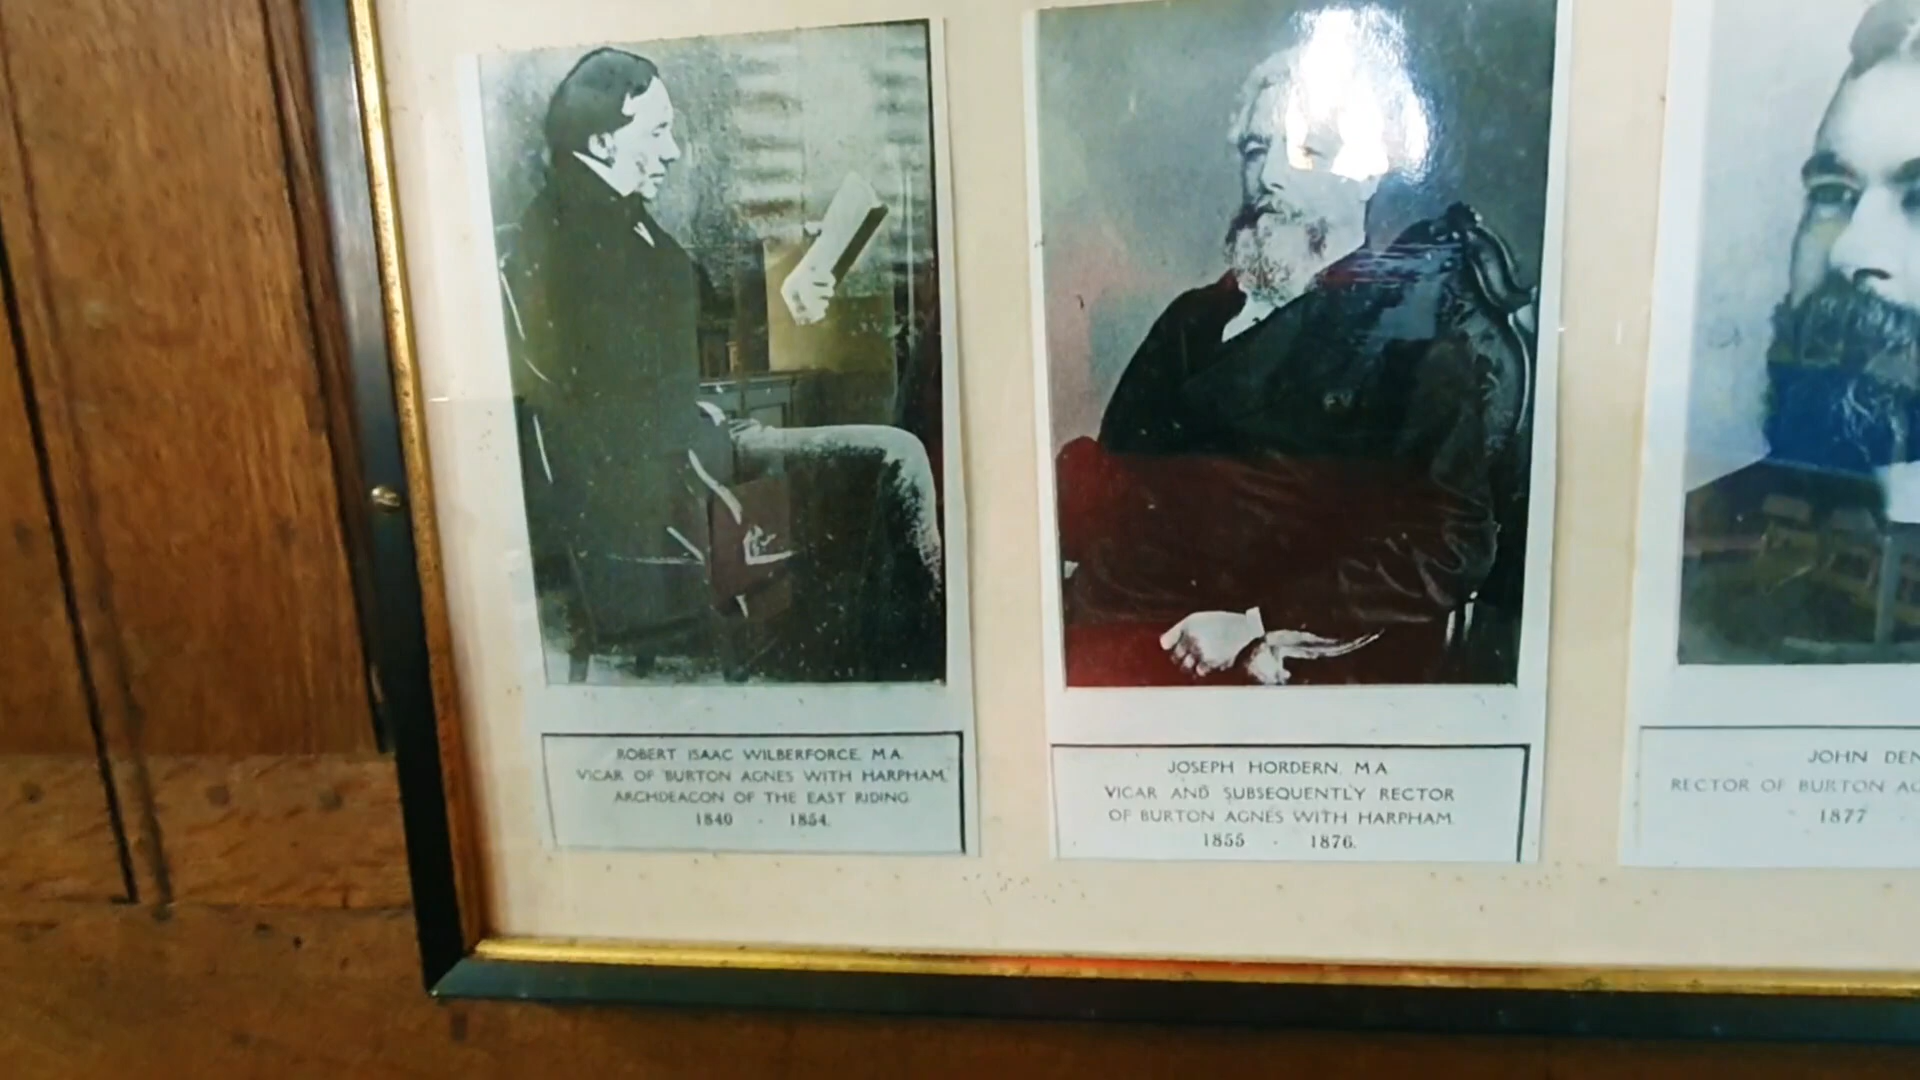 ROBERT ISAAC WILBERFORCE, M.A.
VICAR OF BURTON AGNES WITH HARPHAM,
ARCHDEACON OF THE EAST RIDING.
1840 - 1854.
JOSEPH HORDERN, M A
VICAR AND SUBSEQUENTLY RECTOR
OF BURTON AGNES WITH HARPHAM.
1855 - 1876.
JOHN DEN
RECTOR OF BURTON AG
1877